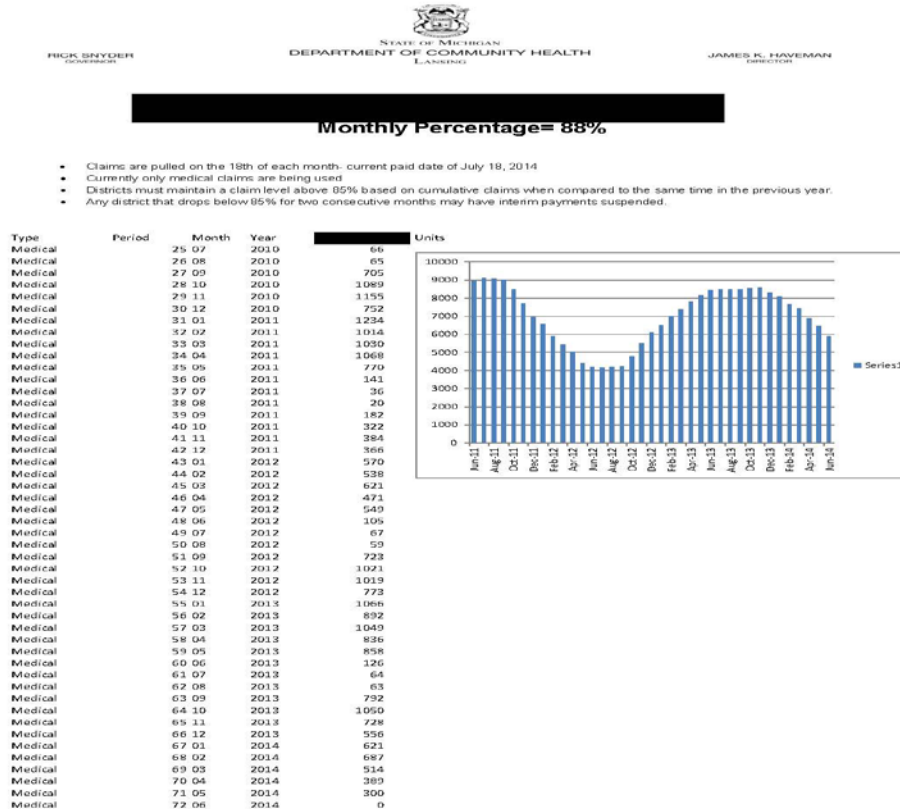 STATE OF MICHIGAN
RICK SNYDER DEPARTMENT OF COMMUNITY HEALTH JAMES K. HAVEMAN
GOVERNOR LANSING DIRECTOR
Monthly Percentage= 88%
• Claims are pulled on the 18th of each month- current paid date of July 18, 2014
• Currently only medical claims are being used
• Districts must maintain a claim level above 85% based on cumulative claims when compared to the same time in the previous year.
• Any district that drops below 85% for two consecutive months may have interim payments suspended.
Type Period Month Year Units
Medical 25 07 2010 66
Medical 26 08 2010 65
Medical 27 09 2010 705
Medical 28 10 2010 1089
Medical 29 11 2010 1155
Medical 30 12 2010 752
Medical 31 01 2011 1234
Medical 32 02 2011 1014
Medical 33 03 2011 1030
Medical 34 04 2011 1068
Medical 35 05 2011 770
Medical 36 06 2011 141
Medical 37 07 2011 36
Medical 38 08 2011 20
Medical 39 09 2011 182
Medical 40 10 2011 322
Medical 41 11 2011 384
Medical 42 12 2011 366
Medical 43 01 2012 570
Medical 44 02 2012 538
Medical 45 03 2012 621
Medical 46 04 2012 471
Medical 47 05 2012 549
Medical 48 06 2012 105
Medical 49 07 2012 67
Medical 50 08 2012 59
Medical 51 09 2012 723
Medical 52 10 2012 1021
Medical 53 11 2012 1019
Medical 54 12 2012 773
Medical 55 01 2013 1066
Medical 56 02 2013 892
Medical 57 03 2013 1049
Medical 58 04 2013 836
Medical 59 05 2013 858
Medical 60 06 2013 126
Medical 61 07 2013 64
Medical 62 08 2013 63
Medical 63 09 2013 792
Medical 64 10 2013 1050
Medical 65 11 2013 728
Medical 66 12 2013 556
Medical 67 01 2014 621
Medical 68 02 2014 687
Medical 69 03 2014 514
Medical 70 04 2014 389
Medical 71 05 2014 300
Medical 72 06 2014 0
10000
9000
8000
7000
6000
5000
4000
3000
2000
1000
0
Jun-11 Aug-11 Oct-11 Dec-11 Feb-12 Apr-12 Jun-12 Aug-12 Oct-12 Dec-12 Feb-13 Apr-13 Jun-13 Aug-13 Oct-13 Dec-13 Feb-14 Apr-14 Jun-14
Series1